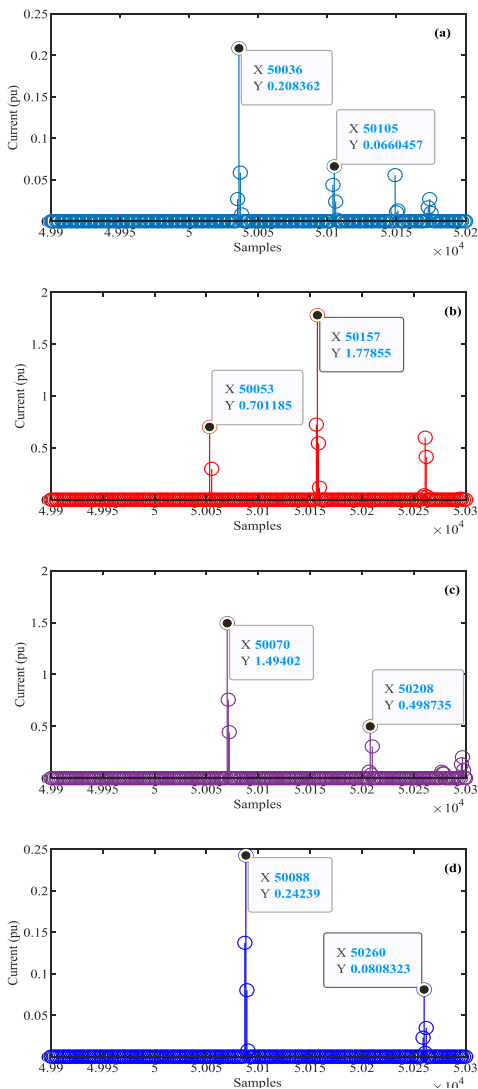 0.25
(a)
X 50036
Y 0.208362
0.2
0.15
X 50105
Y 0.0660457
0.1
0.05
Current (pu)
0
4.99 4.995 5 5.005 5.01 5.015 5.02
Samples
× 10⁴
2
(b)
X 50157
Y 1.77855
1.5
X 50053
Y 0.701185
1
0.5
Current (pu)
0
4.99 4.995 5 5.005 5.01 5.015 5.02 5.025 5.03
Samples
× 10⁴
2
(c)
X 50070
Y 1.49402
1.5
X 50208
Y 0.498735
1
0.5
Current (pu)
0
4.99 4.995 5 5.005 5.01 5.015 5.02 5.025 5.03
Samples
× 10⁴
0.25
(d)
X 50088
Y 0.24239
0.2
0.15
X 50260
Y 0.0808323
0.1
0.05
Current (pu)
0
4.99 4.995 5 5.005 5.01 5.015 5.02 5.025 5.03
Samples
× 10⁴